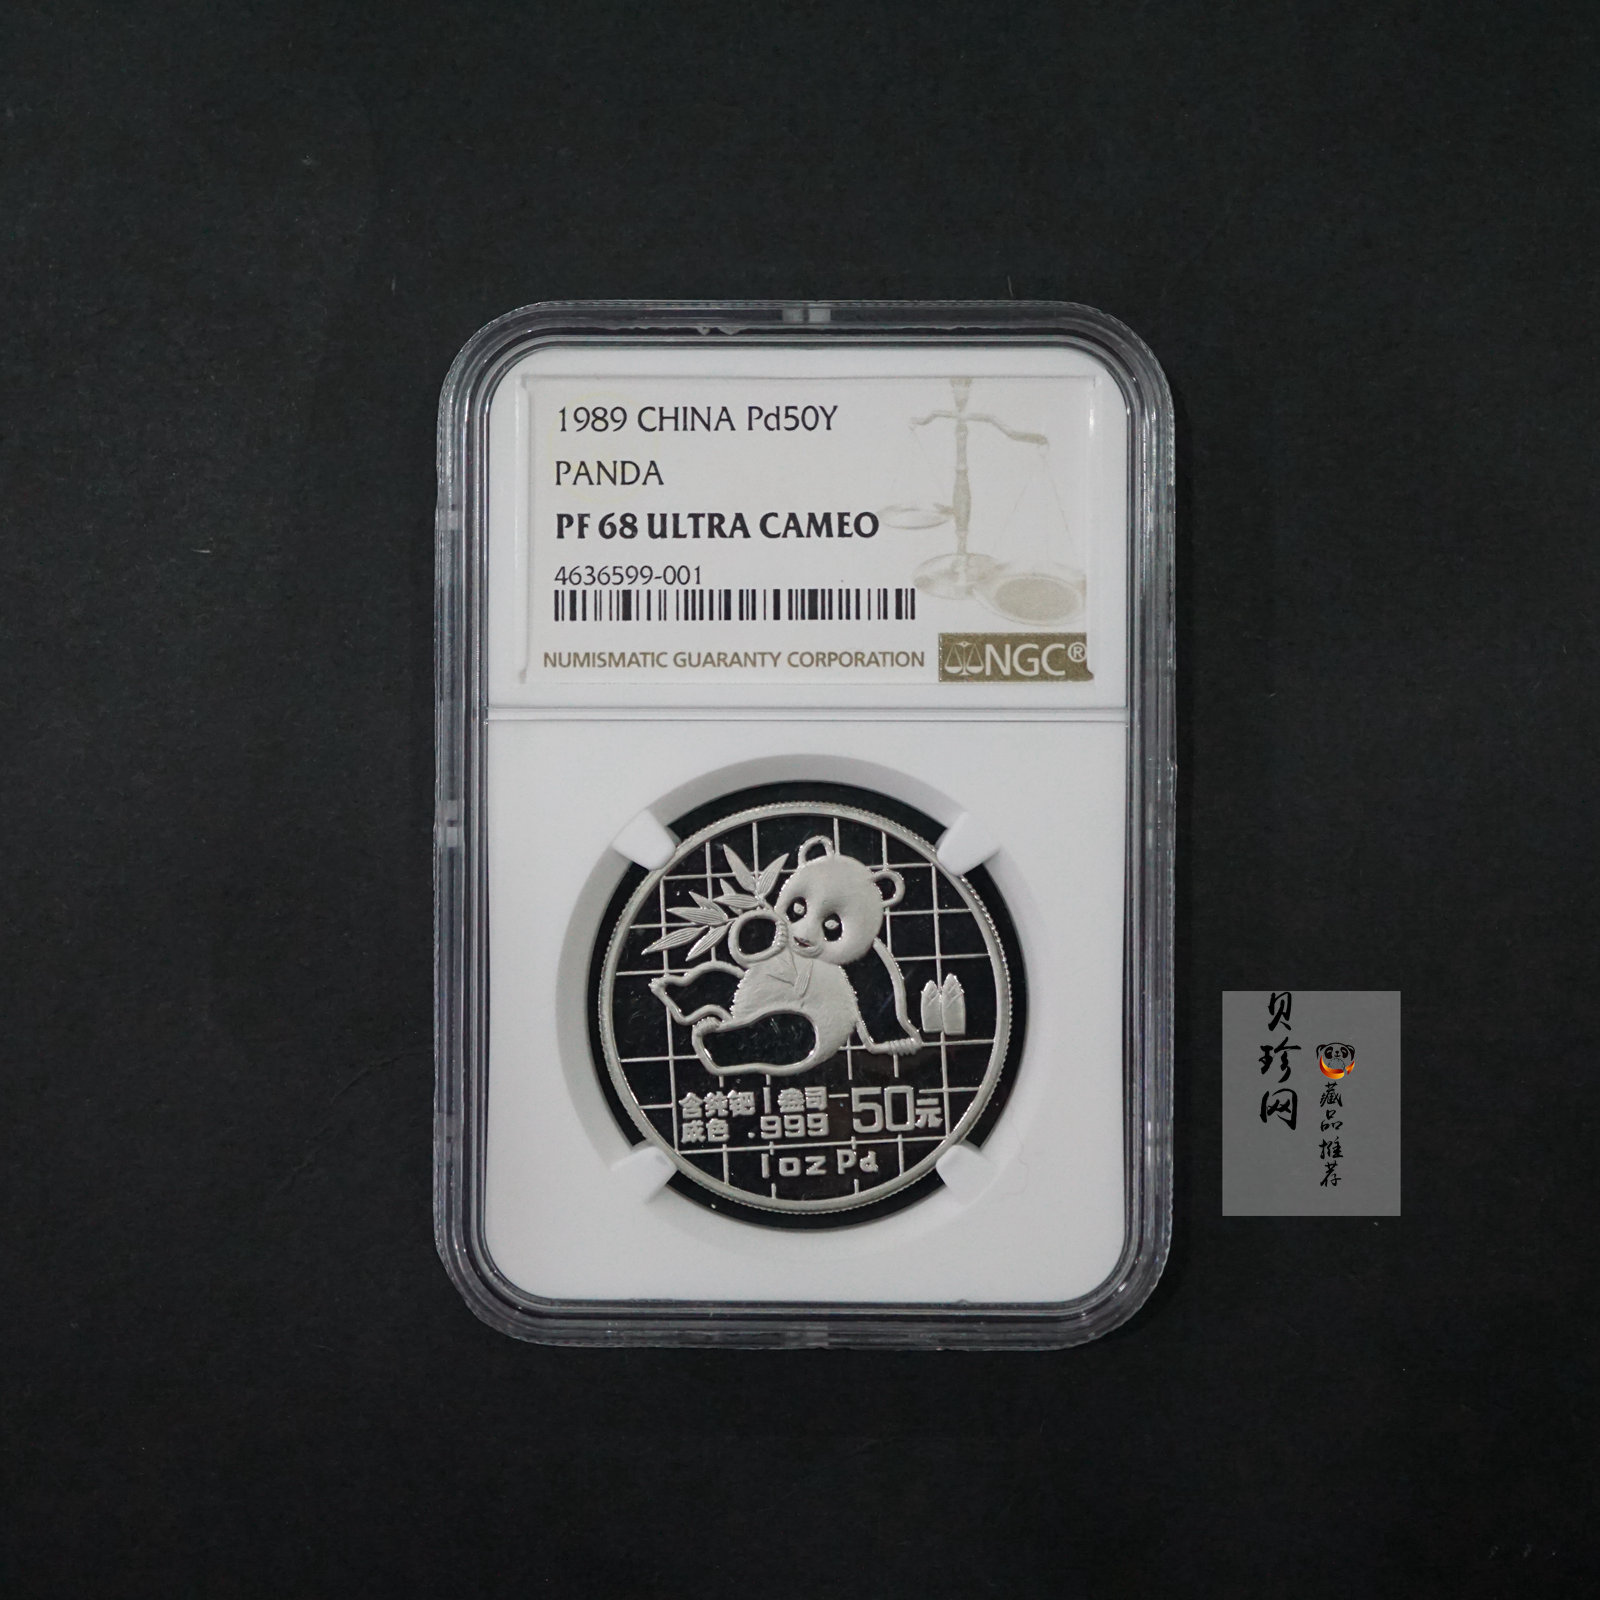 1989 CHINA Pd50Y
PANDA
PF 68 ULTRA CAMEO
4636599-001
NUMISMATIC GUARANTY CORPORATION
NGC®
含纯钯1盎司
成色 .999
50元
1oz Pd
贝珍网
藏品推荐